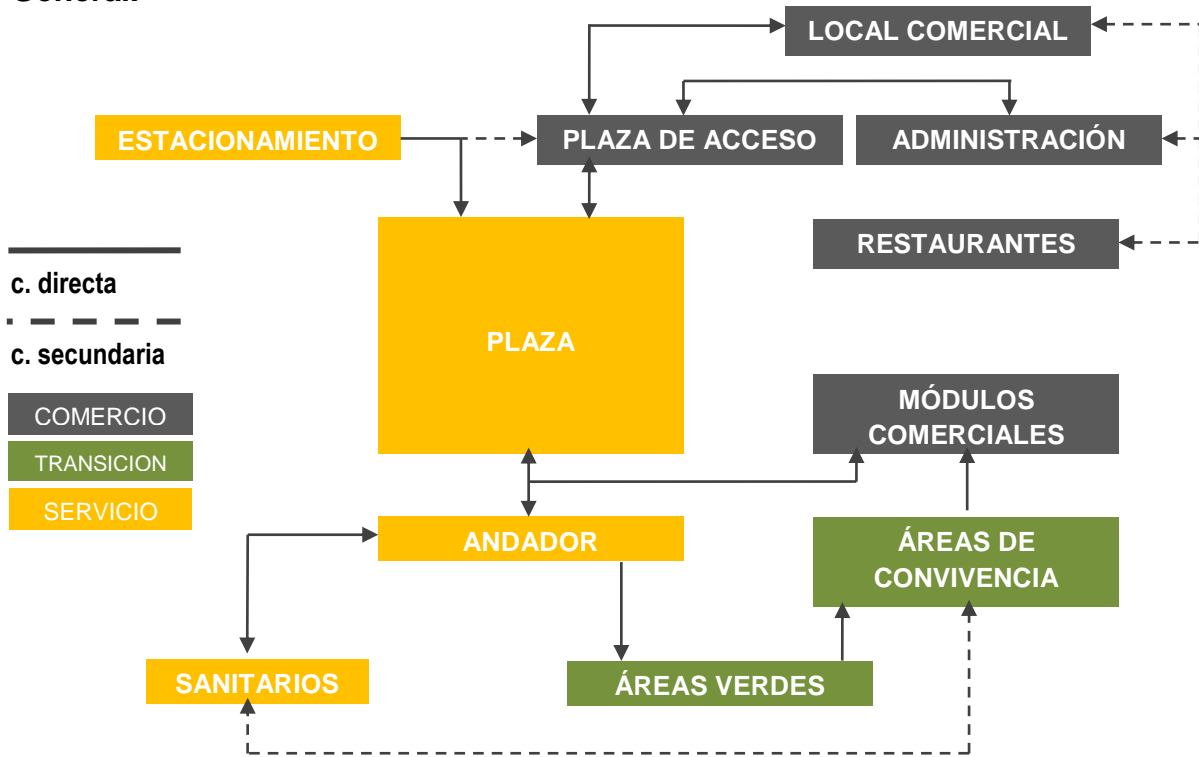 LOCAL COMERCIAL
ESTACIONAMIENTO
PLAZA DE ACCESO
ADMINISTRACIÓN
RESTAURANTES
c. directa
PLAZA
c. secundaria
MÓDULOS
COMERCIALES
COMERCIO
TRANSICION
SERVICIO
ANDADOR
ÁREAS DE
CONVIVENCIA
SANITARIOS
ÁREAS VERDES